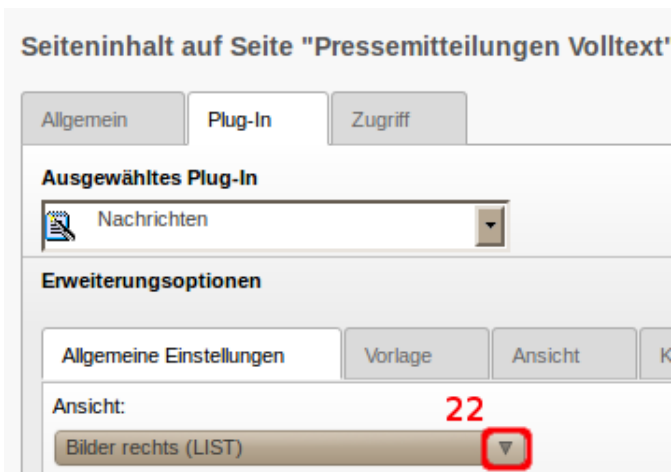 Seiteninhalt auf Seite "Pressemitteilungen Volltext"
Allgemein Plug-In Zugriff
Ausgewähltes Plug-In
Nachrichten
Erweiterungsoptionen
Allgemeine Einstellungen Vorlage Ansicht K
Ansicht:
22
Bilder rechts (LIST)